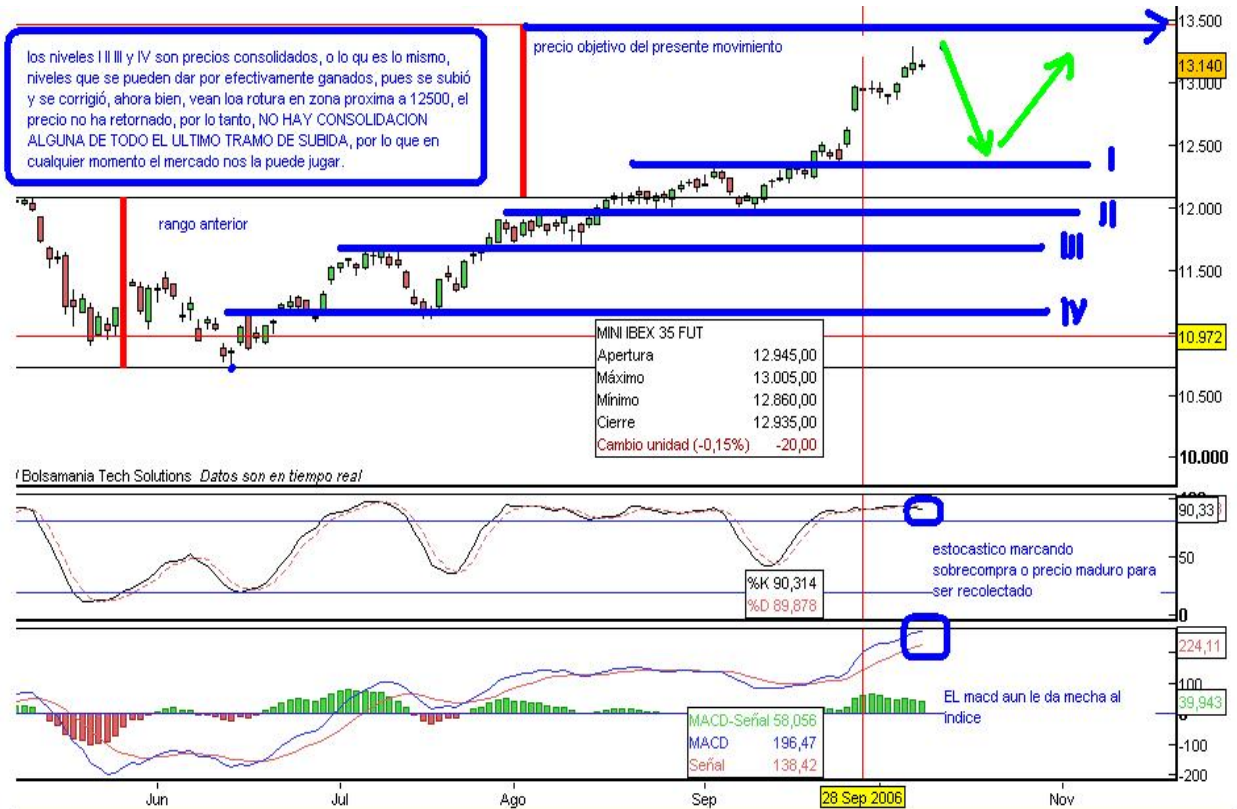 los niveles I II III y IV son precios consolidados, o lo qu es lo mismo,
niveles que se pueden dar por efectivamente ganados, pues se subió
y se corrigió, ahora bien, vean loa rotura en zona proxima a 12500, el
precio no ha retornado, por lo tanto, NO HAY CONSOLIDACION
ALGUNA DE TODO EL ULTIMO TRAMO DE SUBIDA, por lo que en
cualquier momento el mercado nos la puede jugar.
precio objetivo del presente movimiento
rango anterior
I
II
III
IV
13.500
13.140
13.000
12.500
12.000
11.500
10.972
10.500
10.000
MINI IBEX 35 FUT
Apertura 12.945,00
Máximo 13.005,00
Mínimo 12.860,00
Cierre 12.935,00
Cambio unidad (-0,15%) -20,00
/ Bolsamania Tech Solutions Datos son en tiempo real
90,33
50
0
estocastico marcando
sobrecompra o precio maduro para
ser recolectado
%K 90,314
%D 89,878
224,11
100
39,943
-100
-200
EL macd aun le da mecha al
indice
MACD-Señal 58,056
MACD 196,47
Señal 138,42
Jun Jul Ago Sep 28 Sep 2006 Nov